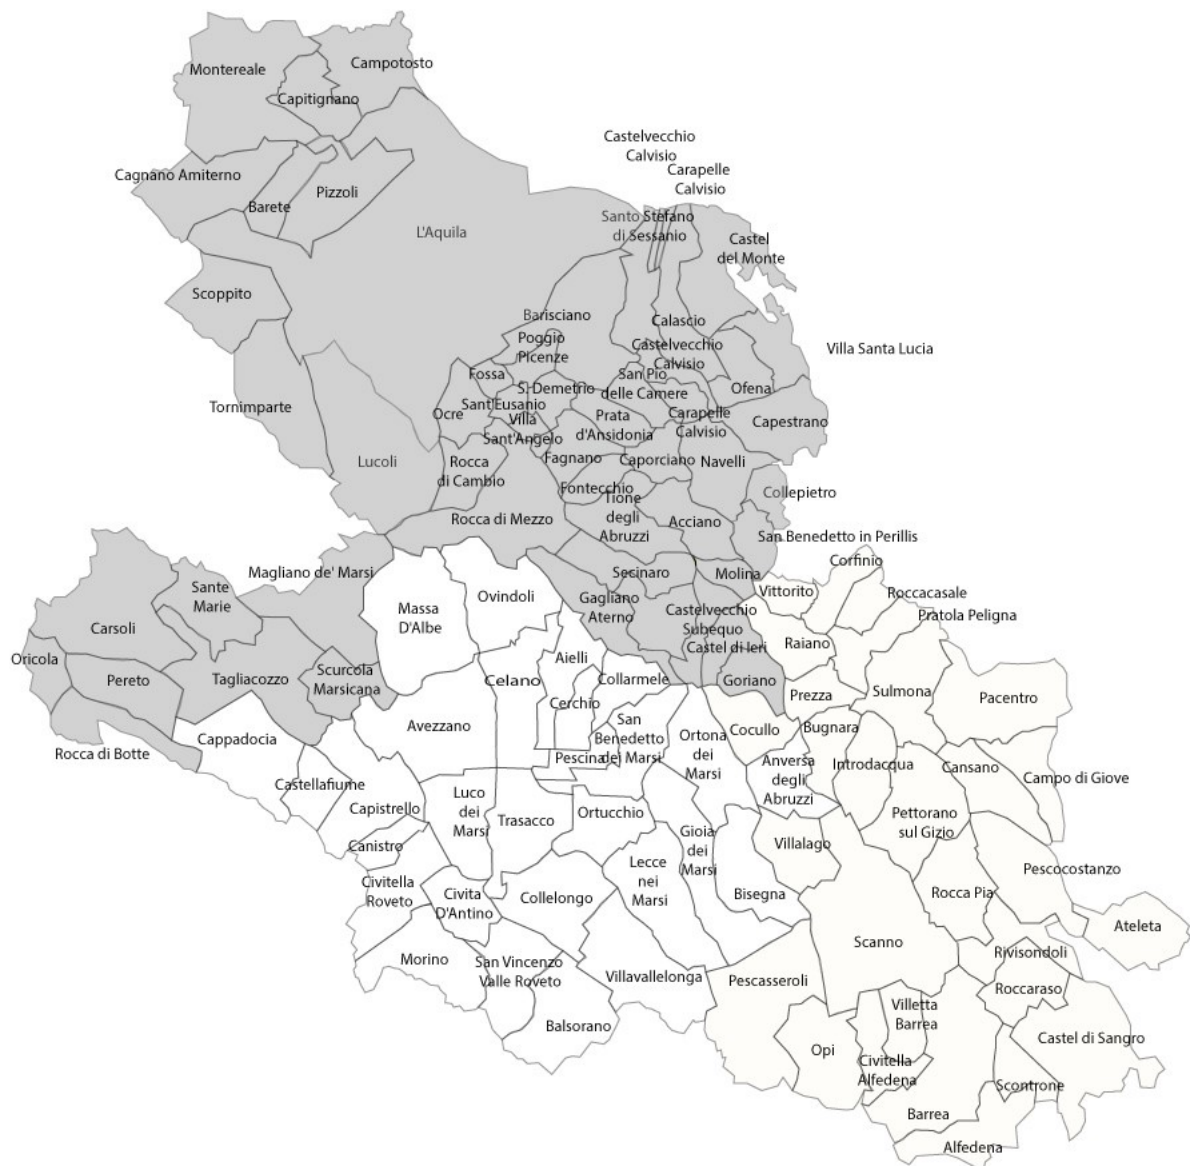 Montereale
Campotosto
Capitignano
Castelvecchio
Calvisio
Carapelle
Calvisio
Cagnano Amiterno
Barete
Pizzoli
L'Aquila
Santo Stefano
di Sessanio
Castel
del Monte
Scoppito
Barisciano
Calascio
Poggio
Picenze
Castelvecchio
Calvisio
Villa Santa Lucia
Fossa
S. Demetrio
San Pio
delle Camere
Ofena
Tornimparte
Ocre
Sant'Eusanio
Villa
Sant'Angelo
Prata
d'Ansidonia
Carapelle
Calvisio
Capestrano
Lucoli
Rocca
di Cambio
Fagnano
Caporciano
Navelli
Fontecchio
Collepietro
Rocca di Mezzo
Tione
degli
Abruzzi
Acciano
San Benedetto in Perillis
Magliano de' Marsi
Sante
Marie
Massa
D'Albe
Ovindoli
Secinaro
Molina
Corfinio
Vittorito
Roccacasale
Gagliano
Aterno
Castelvecchio
Subequo
Pratola Peligna
Carsoli
Castel di Ieri
Raiano
Oricola
Pereto
Tagliacozzo
Scurcola
Marsicana
Celano
Aielli
Collarmele
Goriano
Prezza
Sulmona
Pacentro
Cerchio
Rocca di Botte
Cappadocia
Avezzano
San
Benedetto
dei Marsi
Pescina
Ortona
dei
Marsi
Cocullo
Bugnara
Anversa
degli
Abruzzi
Introdacqua
Cansano
Campo di Giove
Castellafiume
Capistrello
Luco
dei
Marsi
Trasacco
Ortucchio
Pettorano
sul Gizio
Canistro
Gioia
dei
Marsi
Villalago
Lecce
nei
Marsi
Pescocostanzo
Civitella
Roveto
Civita
D'Antino
Collelongo
Bisegna
Rocca Pia
Ateleta
Scanno
Morino
San Vincenzo
Valle Roveto
Villavallelonga
Pescasseroli
Rivisondoli
Roccaraso
Balsorano
Villetta
Barrea
Opi
Castel di Sangro
Civitella
Alfedena
Scontrone
Barrea
Alfedena